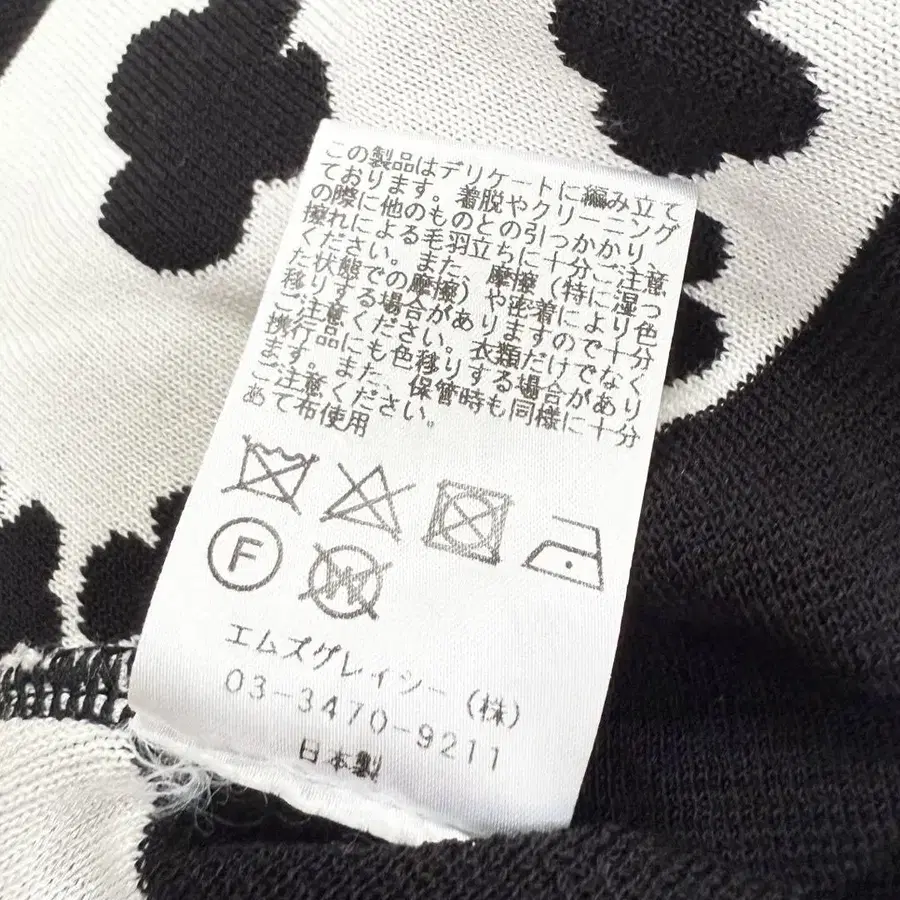 この製品はデリケートに編み立て
ております。着脱やクリーニング
の際に他のものとの引っかかり、
擦れによる毛羽立ちに十分ご注意
ください。また、摩擦(特に湿っ
た状態での摩擦)や密着により色
移りする場合がありますので十分
ご注意ください。衣類だけでなく
携行品にも色移りする場合があり
ます。また、保管時も同様に十分
ご注意ください。
あて布使用
F
W
エムズグレイシー(株)
03-3470-9211
日本製